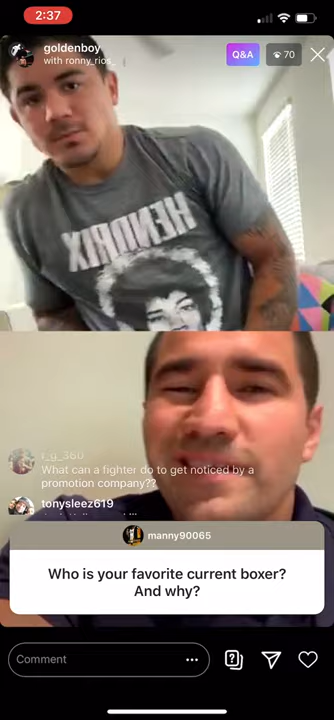 2:37
goldenboy
with ronny_rios_
Q&A
70
HENDRIX
r_g_360
What can a fighter do to get noticed by a
promotion company??
tonysleez619
manny90065
Who is your favorite current boxer?
And why?
Comment